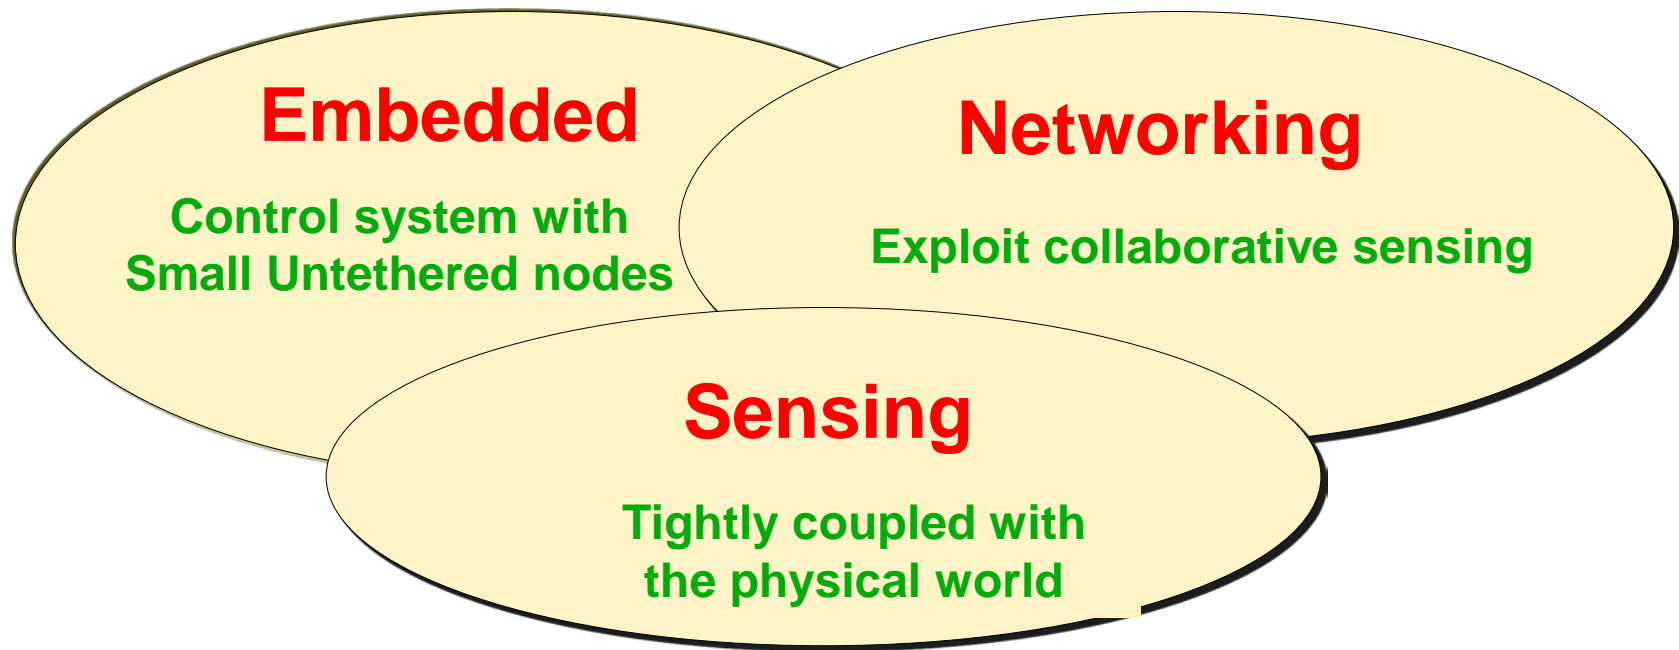 Embedded
Control system with
Small Untethered nodes
Networking
Exploit collaborative sensing
Sensing
Tightly coupled with
the physical world